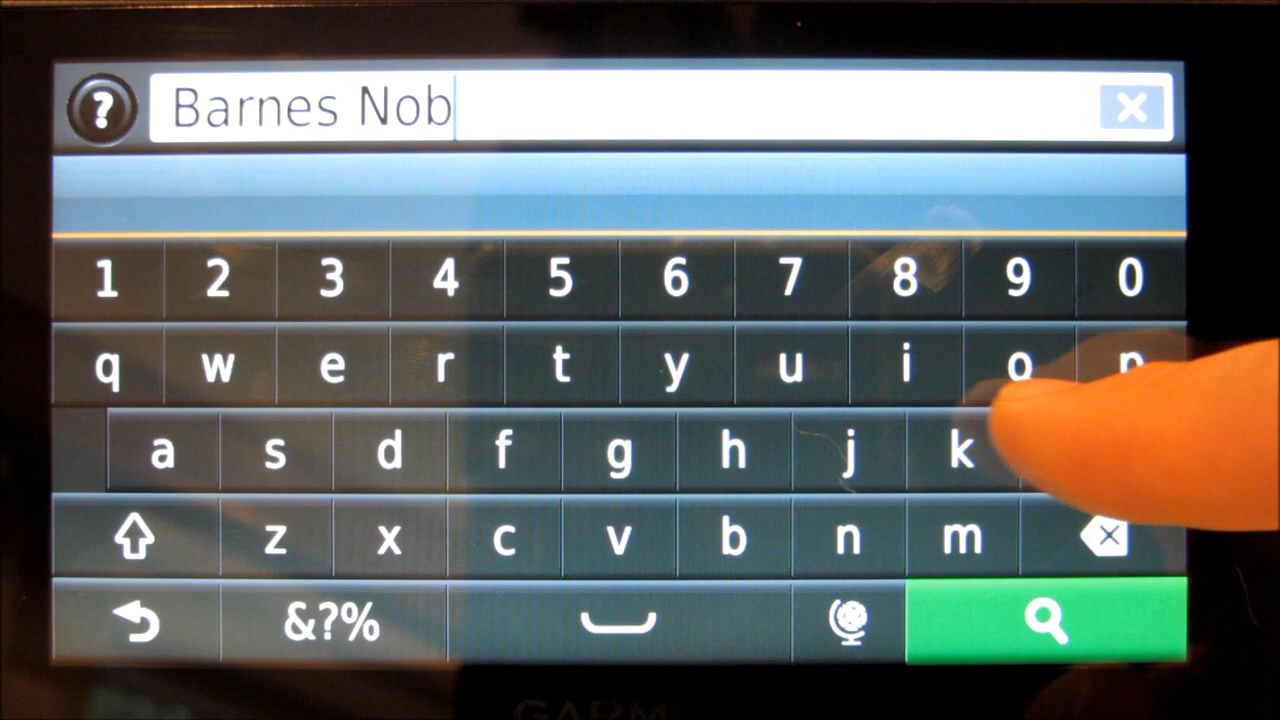 ? Barnes Nob
1 2 3 4 5 6 7 8 9 0
q w e r t y u i o p
a s d f g h j k
z x c v b n m
&?%